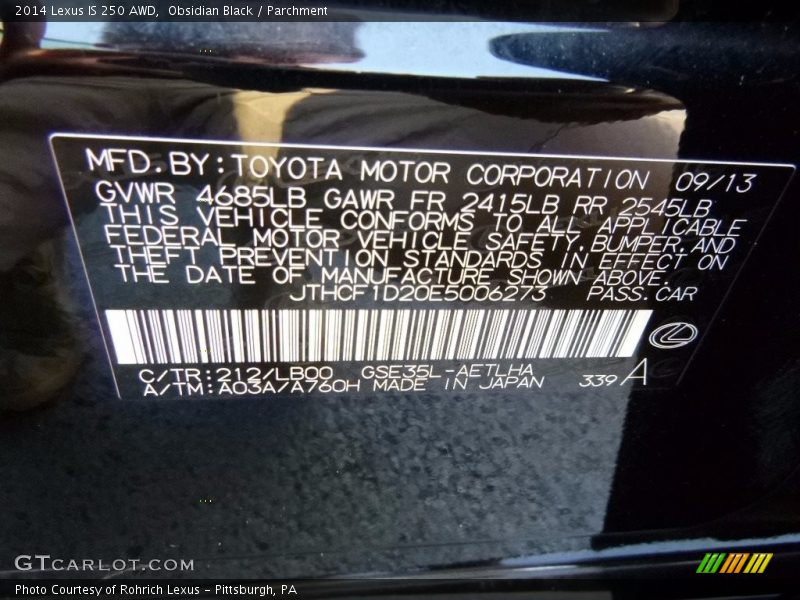 2014 Lexus IS 250 AWD, Obsidian Black / Parchment
MFD.BY:TOYOTA MOTOR CORPORATION 09/13
GVWR 4685LB GAWR FR 2415LB RR 2545LB
THIS VEHICLE CONFORMS TO ALL APPLICABLE
FEDERAL MOTOR VEHICLE SAFETY,BUMPER,AND
THEFT PREVENTION STANDARDS IN EFFECT ON
THE DATE OF MANUFACTURE SHOWN ABOVE.
JTHCF1D20E5006273 PASS.CAR
C/TR:212/LB00 GSE35L-AETLHA
A/TM:A03A/A760H MADE IN JAPAN 339 A
GTCARLOT.COM
Photo Courtesy of Rohrich Lexus - Pittsburgh, PA